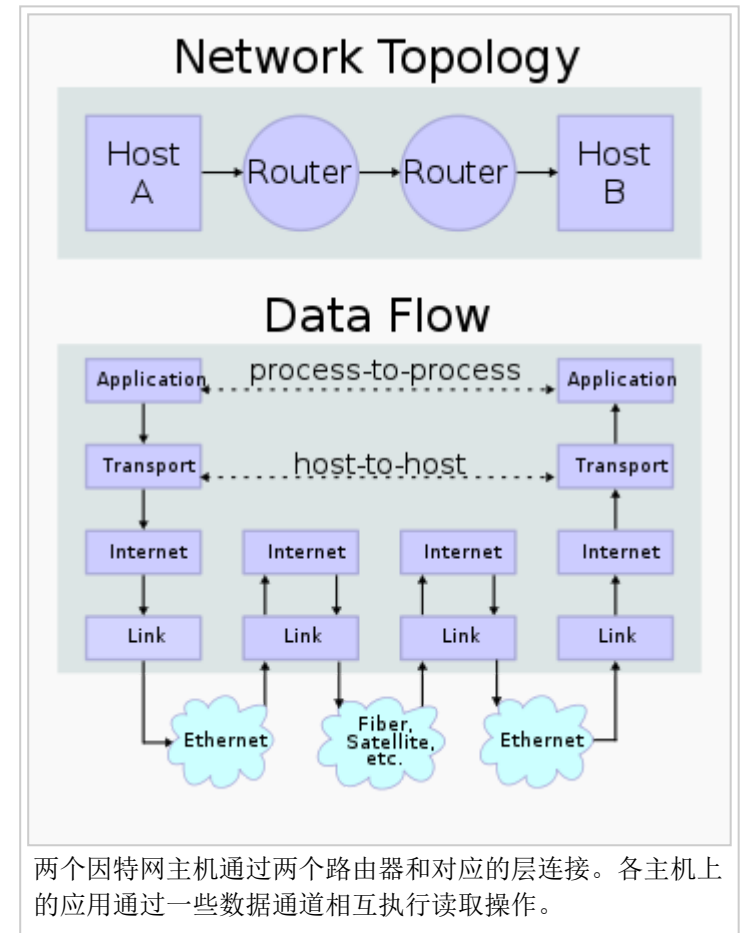 Network Topology
Host
A
Router
Router
Host
B
Data Flow
Application
process-to-process
Application
Transport
host-to-host
Transport
Internet
Internet
Internet
Internet
Link
Link
Link
Link
Ethernet
Fiber,
Satellite,
etc.
Ethernet
两个因特网主机通过两个路由器和对应的层连接。各主机上
的应用通过一些数据通道相互执行读取操作。